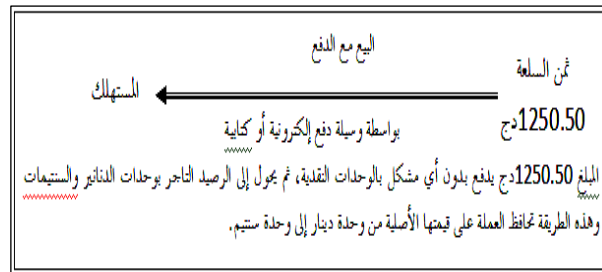 البيع مع الدفع
ثمن السلعة
المستهلك
1250.50دج
بواسطة وسيلة دفع إلكترونية أو كتابية
المبلغ 1250.50دج يدفع بدون أي مشكل بالوحدات النقدية، ثم يحول إلى الرصيد التاجر بوحدات الدنانير والسنتيمات
وهذه الطريقة تحافظ العملة على قيمتها الأصلية من وحدة دينار إلى وحدة سنتيم.